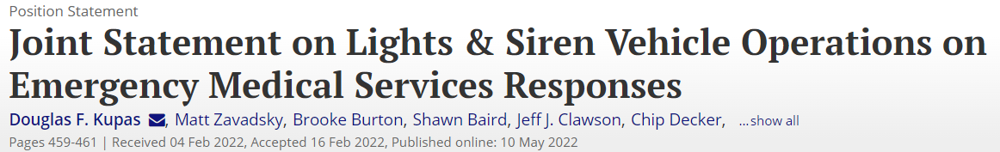 Position Statement
Joint Statement on Lights & Siren Vehicle Operations on
Emergency Medical Services Responses
Douglas F. Kupas, Matt Zavadsky, Brooke Burton, Shawn Baird, Jeff J. Clawson, Chip Decker, ...show all
Pages 459-461 | Received 04 Feb 2022, Accepted 16 Feb 2022, Published online: 10 May 2022